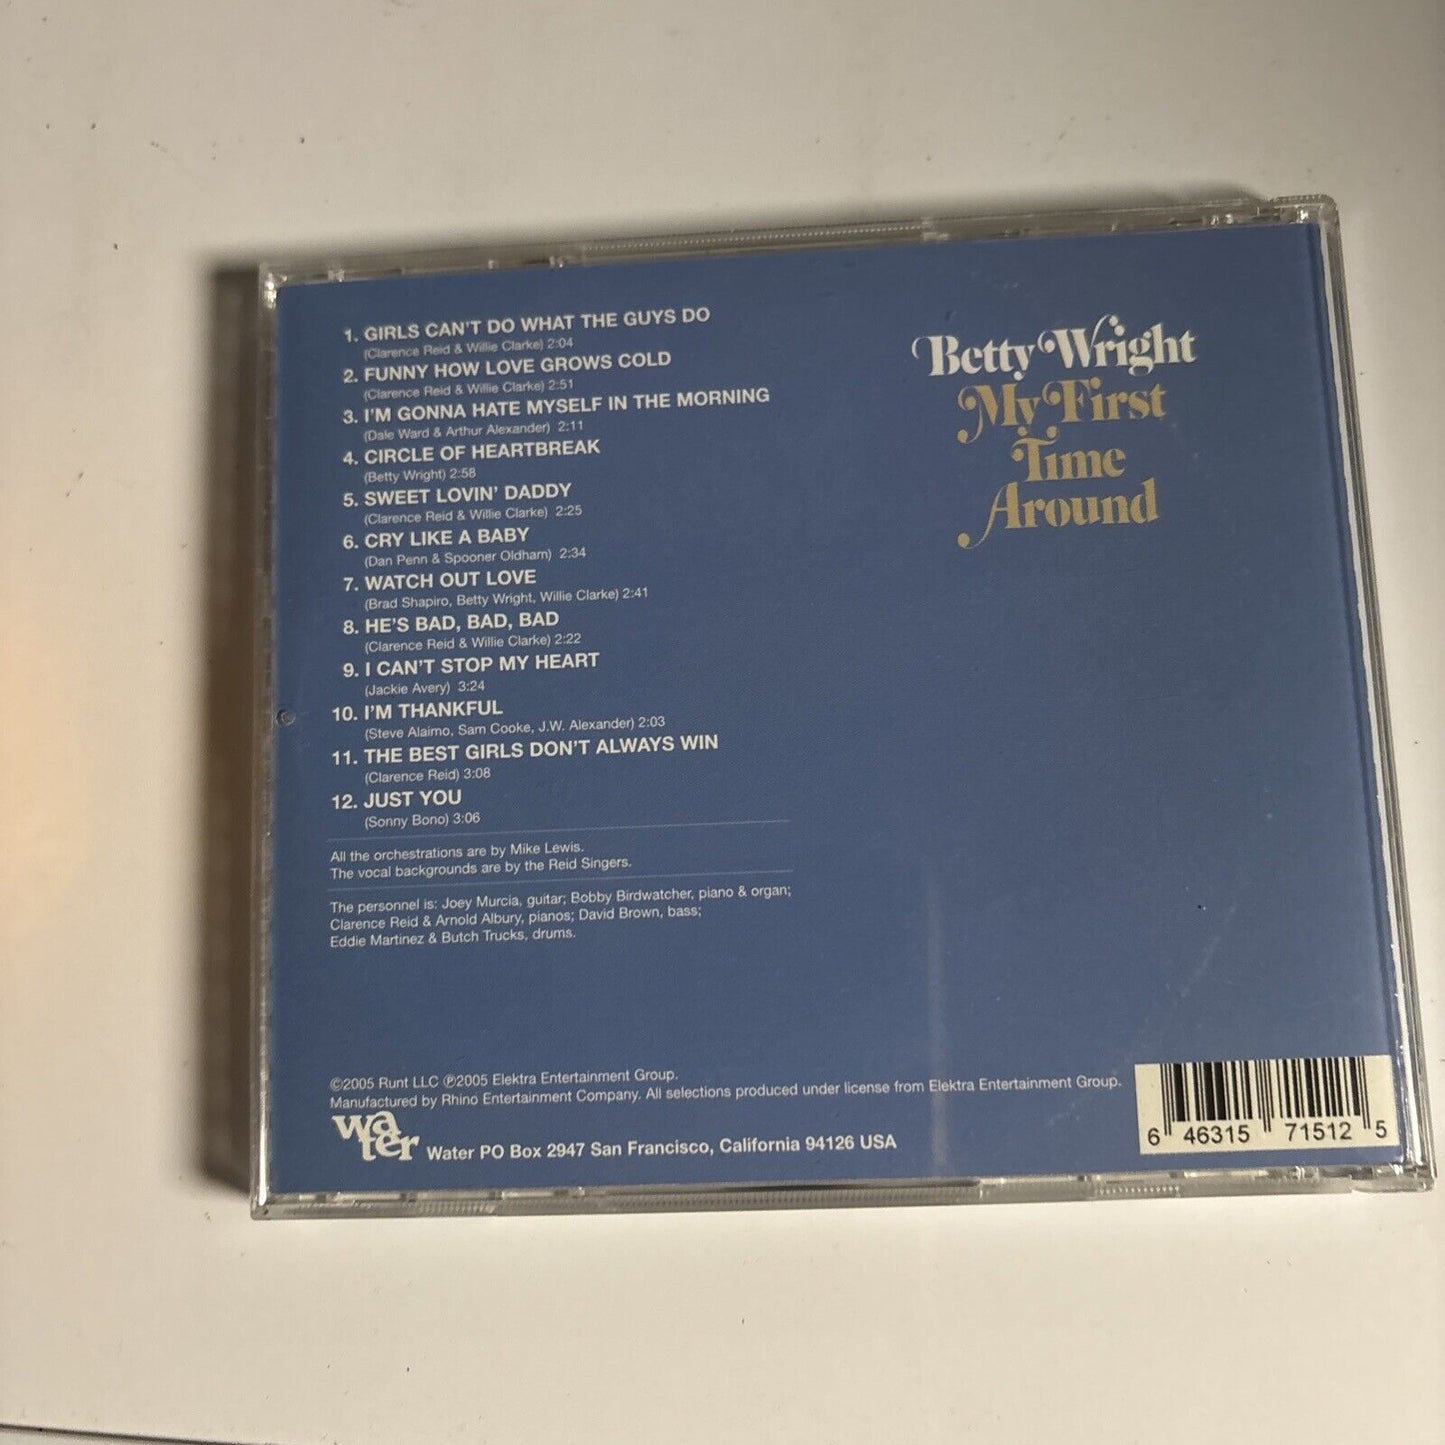 1. GIRLS CAN'T DO WHAT THE GUYS DO
(Clarence Reid & Willie Clarke) 2:04
2. FUNNY HOW LOVE GROWS COLD
(Clarence Reid & Willie Clarke) 2:51
3. I'M GONNA HATE MYSELF IN THE MORNING
(Dale Ward & Arthur Alexander) 2:11
4. CIRCLE OF HEARTBREAK
(Betty Wright) 2:58
5. SWEET LOVIN' DADDY
(Clarence Reid & Willie Clarke) 2:25
6. CRY LIKE A BABY
(Dan Penn & Spooner Oldham) 2:34
7. WATCH OUT LOVE
(Brad Shapiro, Betty Wright, Willie Clarke) 2:41
8. HE'S BAD, BAD, BAD
(Clarence Reid & Willie Clarke) 2:22
9. I CAN'T STOP MY HEART
(Jackie Avery) 3:24
10. I'M THANKFUL
(Steve Alaimo, Sam Cooke, J.W. Alexander) 2:03
11. THE BEST GIRLS DON'T ALWAYS WIN
(Clarence Reid) 3:08
12. JUST YOU
(Sonny Bono) 3:06
All the orchestrations are by Mike Lewis.
The vocal backgrounds are by the Reid Singers.
The personnel is: Joey Murcia, guitar; Bobby Birdwatcher, piano & organ;
Clarence Reid & Arnold Albury, pianos; David Brown, bass;
Eddie Martinez & Butch Trucks, drums.
Betty Wright
My First
Time
Around
©2005 Runt LLC ℗2005 Elektra Entertainment Group.
Manufactured by Rhino Entertainment Company. All selections produced under license from Elektra Entertainment Group.
water
Water PO Box 2947 San Francisco, California 94126 USA
6 46315 71512 5